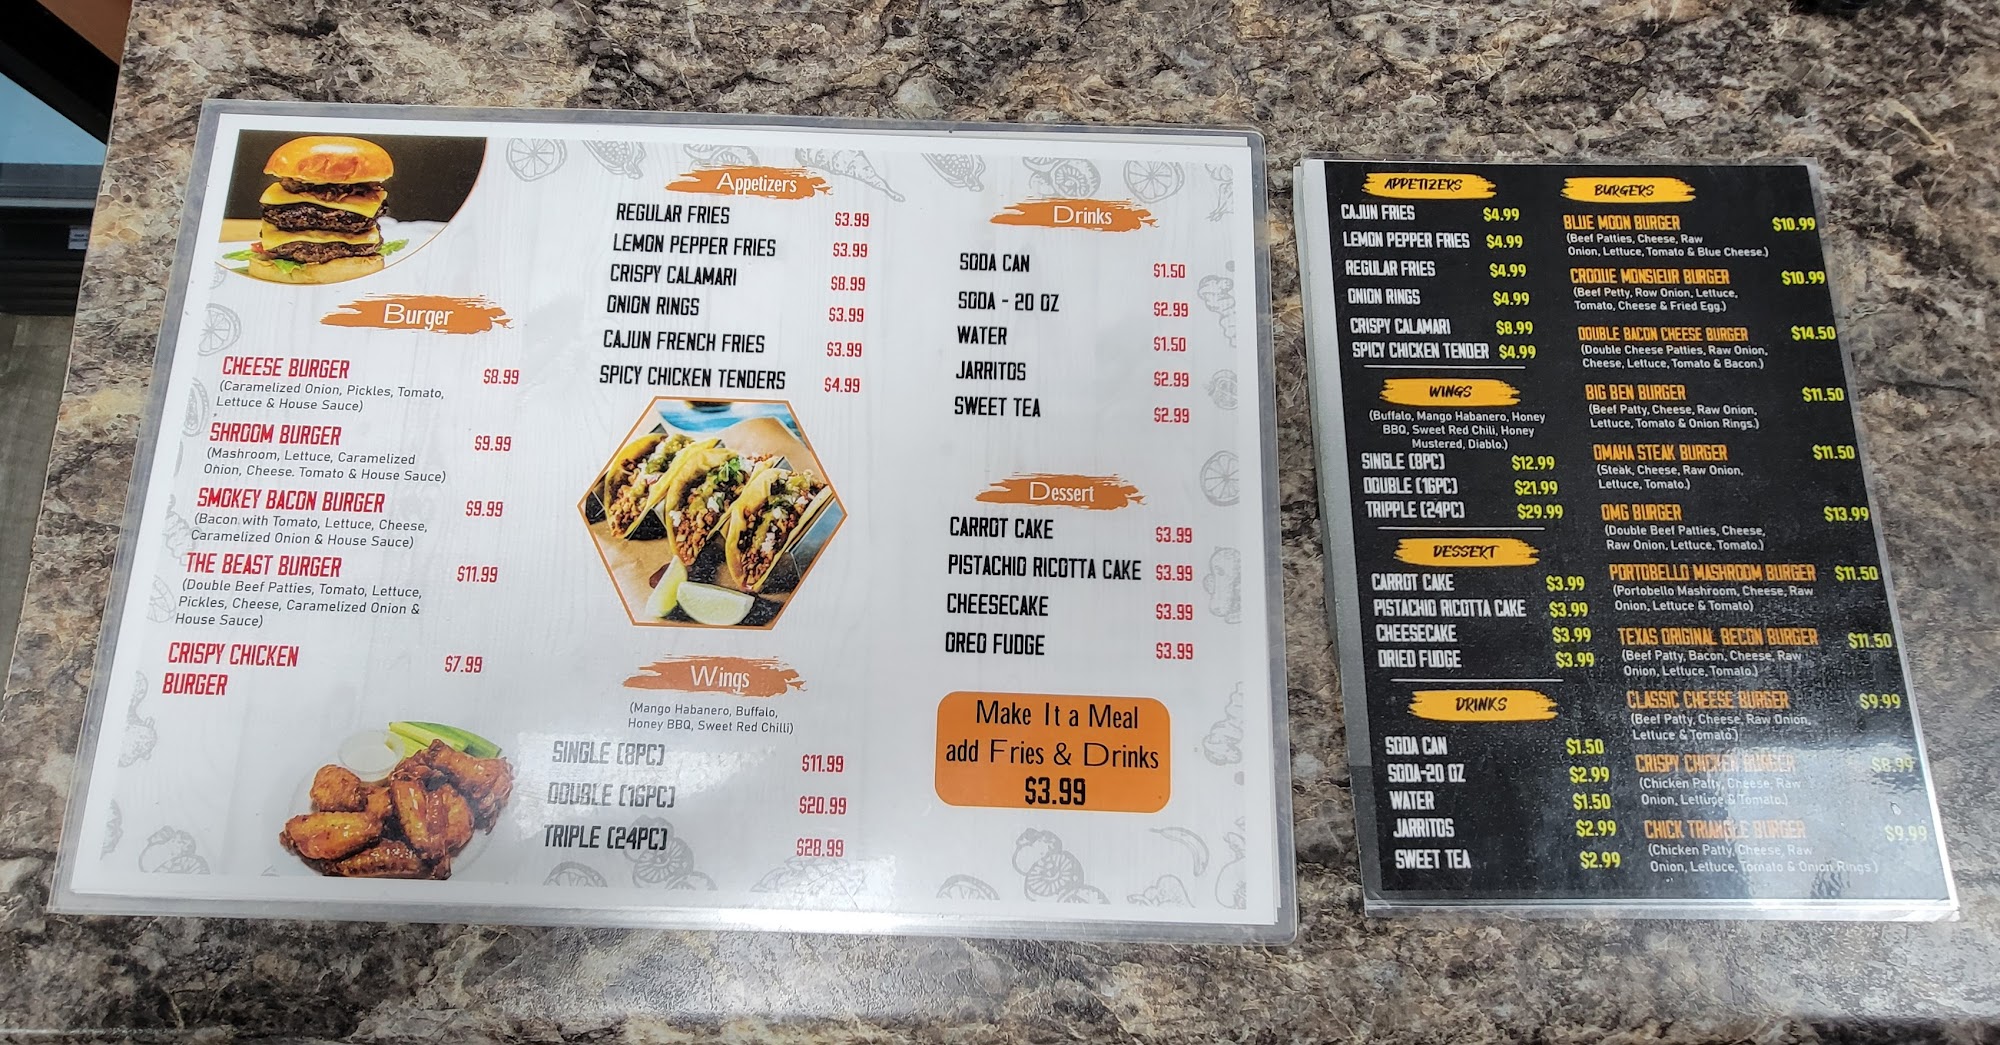 Burger
CHEESE BURGER $8.99
(Caramelized Onion, Pickles, Tomato,
Lettuce & House Sauce)
SHROOM BURGER $9.99
(Mashroom, Lettuce, Caramelized
Onion, Cheese. Tomato & House Sauce)
SMOKEY BACON BURGER $9.99
(Bacon with Tomato, Lettuce, Cheese,
Caramelized Onion & House Sauce)
THE BEAST BURGER $11.99
(Double Beef Patties, Tomato, Lettuce,
Pickles, Cheese, Caramelized Onion &
House Sauce)
CRISPY CHICKEN $7.99
BURGER
Appetizers
REGULAR FRIES $3.99
LEMON PEPPER FRIES $3.99
CRISPY CALAMARI $8.99
ONION RINGS $3.99
CAJUN FRENCH FRIES $3.99
SPICY CHICKEN TENDERS $4.99
Wings
(Mango Habanero, Buffalo,
Honey BBQ, Sweet Red Chilli)
SINGLE (8PC) $11.99
DOUBLE (16PC) $20.99
TRIPLE (24PC) $28.99
Drinks
SODA CAN $1.50
SODA - 20 OZ $2.99
WATER $1.50
JARRITOS $2.99
SWEET TEA $2.99
Dessert
CARROT CAKE $3.99
PISTACHIO RICOTTA CAKE $3.99
CHEESECAKE $3.99
OREO FUDGE $3.99
Make It a Meal
add Fries & Drinks
$3.99
APPETIZERS
CAJUN FRIES $4.99
LEMON PEPPER FRIES $4.99
REGULAR FRIES $4.99
ONION RINGS $4.99
CRISPY CALAMARI $8.99
SPICY CHICKEN TENDER $4.99
WINGS
(Buffalo, Mango Habanero, Honey
BBQ, Sweet Red Chili, Honey
Mustered, Diablo.)
SINGLE (8PC) $12.99
DOUBLE (16PC) $21.99
TRIPPLE (24PC) $29.99
DESSERT
CARROT CAKE $3.99
PISTACHIO RICOTTA CAKE $3.99
CHEESECAKE $3.99
ORIED FUDGE $3.99
DRINKS
SODA CAN $1.50
SODA-20 OZ $2.99
WATER $1.50
JARRITOS $2.99
SWEET TEA $2.99
BURGERS
BLUE MOON BURGER $10.99
(Beef Patties, Cheese, Raw
Onion, Lettuce, Tomato & Blue Cheese.)
CROQUE MONSIEUR BURGER $10.99
(Beef Petty, Row Onion, Lettuce,
Tomato, Cheese & Fried Egg.)
DOUBLE BACON CHEESE BURGER $14.50
(Double Cheese Patties, Raw Onion,
Cheese, Lettuce, Tomato & Bacon.)
BIG BEN BURGER $11.50
(Beef Patty, Cheese, Raw Onion,
Lettuce, Tomato & Onion Rings.)
OMAHA STEAK BURGER $11.50
(Steak, Cheese, Raw Onion,
Lettuce, Tomato.)
OMG BURGER $13.99
(Double Beef Patties, Cheese,
Raw Onion, Lettuce, Tomato.)
PORTOBELLO MASHROOM BURGER $11.50
(Portobello Mashroom, Cheese, Raw
Onion, Lettuce & Tomato)
TEXAS ORIGINAL BECON BURGER $11.50
(Beef Patty, Bacon, Cheese, Raw
Onion, Lettuce, Tomato.)
CLASSIC CHEESE BURGER $9.99
(Beef Patty, Cheese, Raw Onion,
Lettuce & Tomato.)
CRISPY CHICKEN BURGER $8.99
(Chicken Patty, Cheese, Raw
Onion, Lettuce & Tomato.)
CHICK TRIANGLE BURGER $9.99
(Chicken Patty, Cheese, Raw
Onion, Lettuce, Tomato & Onion Rings)